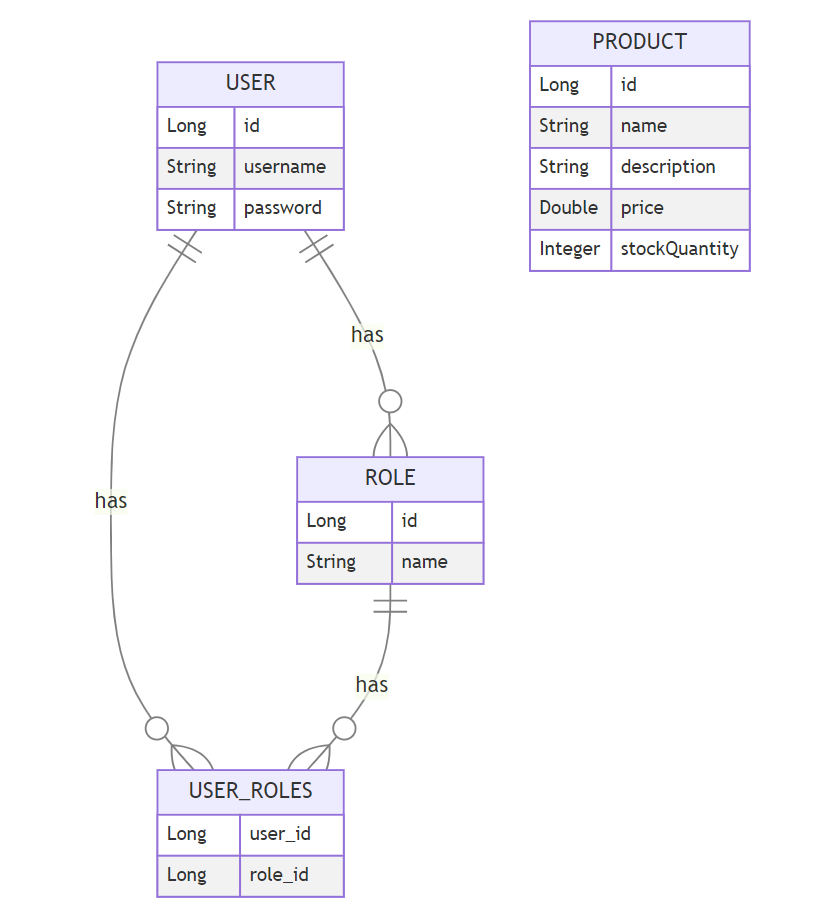 PRODUCT
Long id
String name
String description
Double price
Integer stockQuantity
USER
Long id
String username
String password
has
has
ROLE
Long id
String name
has
USER_ROLES
Long user_id
Long role_id